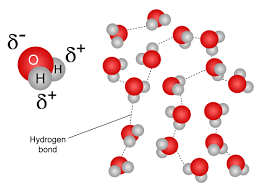 δ-
δ+
O
H
H
δ+
Hydrogen
bond